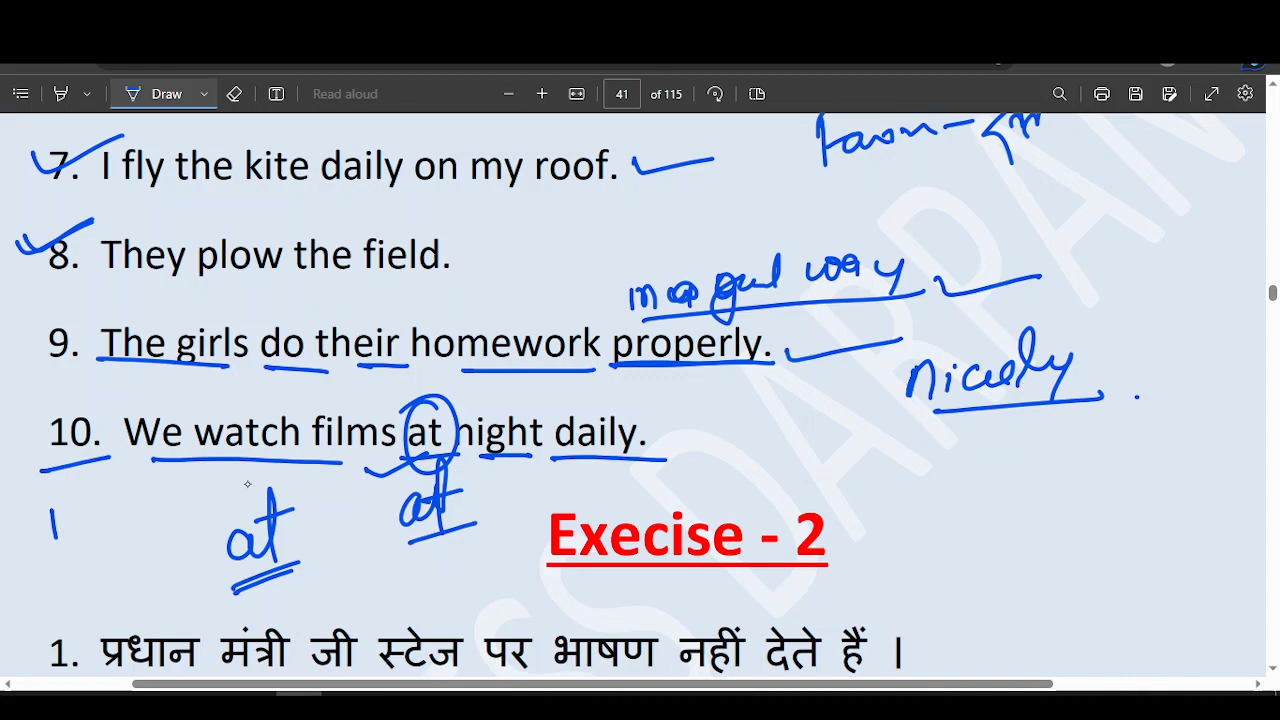 Draw
Read aloud
41 of 115
7. I fly the kite daily on my roof.
8. They plow the field.
way
9. The girls do their homework properly.
nicely
10. We watch films at night daily.
at at
Execise - 2
1. प्रधान मंत्री जी स्टेज पर भाषण नहीं देते हैं ।